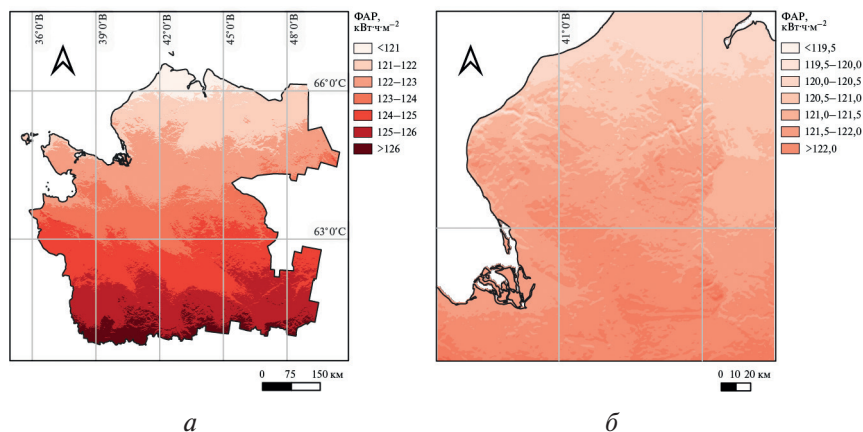 36°0'В
39°0'В
42°0'В
45°0'В
48°0'В
66°0'С
63°0'С
ФАР,
кВт·ч·м⁻²
<121
121–122
122–123
123–124
124–125
125–126
>126
0 75 150 км
а
41°0'В
ФАР,
кВт·ч·м⁻²
<119,5
119,5–120,0
120,0–120,5
120,5–121,0
121,0–121,5
121,5–122,0
>122,0
0 10 20 км
б